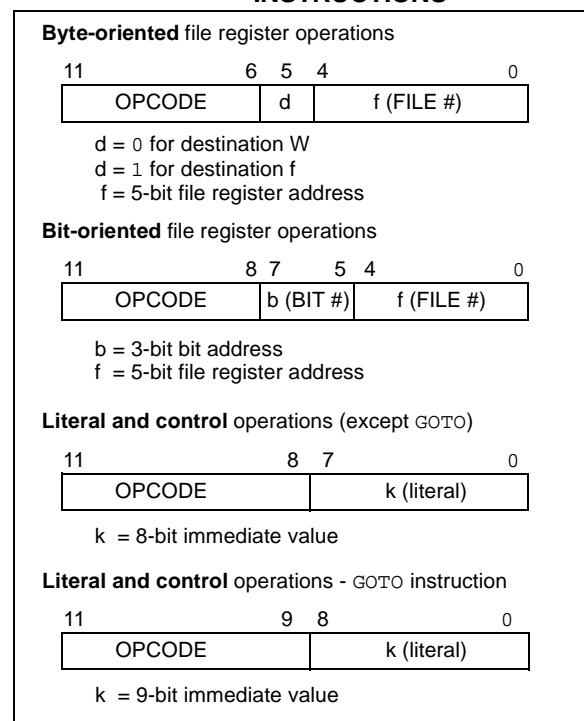 INSTRUCTIONS
Byte-oriented file register operations
11 6 5 4 0
OPCODE d f (FILE #)
d = 0 for destination W
d = 1 for destination f
f = 5-bit file register address
Bit-oriented file register operations
11 8 7 5 4 0
OPCODE b (BIT #) f (FILE #)
b = 3-bit bit address
f = 5-bit file register address
Literal and control operations (except GOTO)
11 8 7 0
OPCODE k (literal)
k = 8-bit immediate value
Literal and control operations - GOTO instruction
11 9 8 0
OPCODE k (literal)
k = 9-bit immediate value